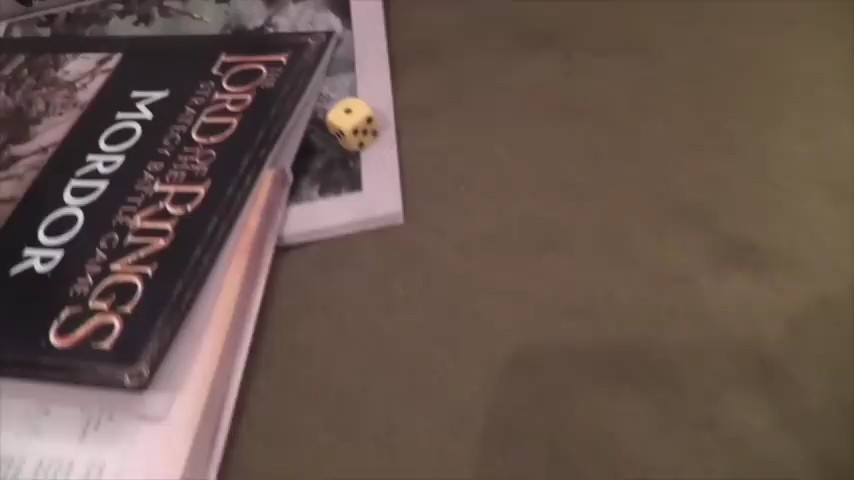 THE
LORD OF THE RINGS
STRATEGY BATTLE GAME
MORDOR